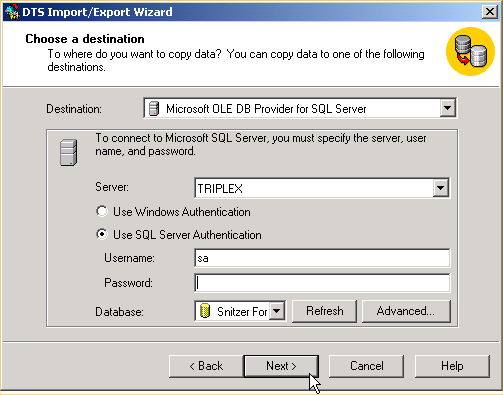 DTS Import/Export Wizard
Choose a destination
To where do you want to copy data? You can copy data to one of the following
destinations.
Destination: Microsoft OLE DB Provider for SQL Server
To connect to Microsoft SQL Server, you must specify the server, user
name, and password.
Server: TRIPLEX
Use Windows Authentication
Use SQL Server Authentication
Username: sa
Password:
Database: Snitzer For Refresh Advanced...
< Back Next > Cancel Help